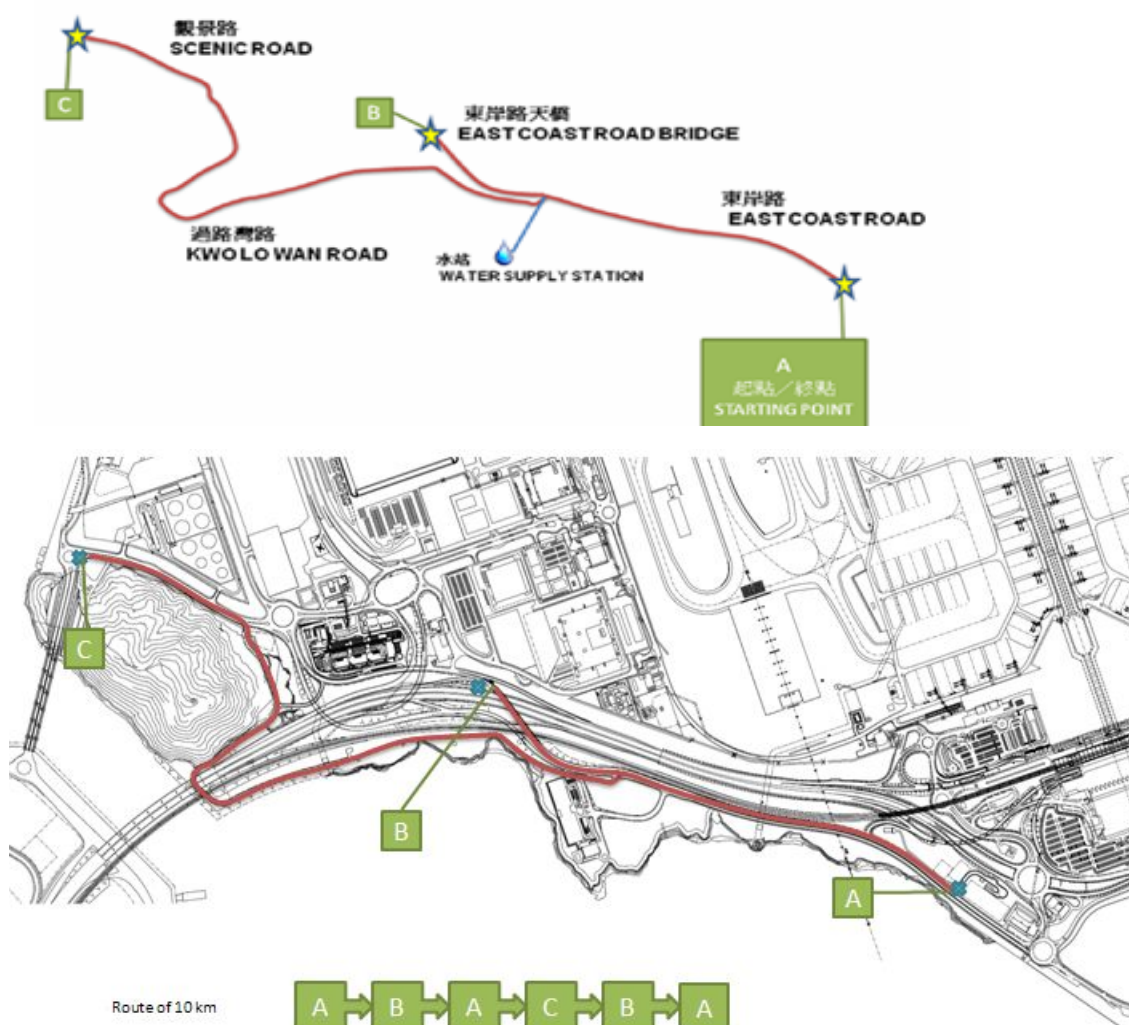 觀景路
SCENIC ROAD
C
B
東岸路天橋
EAST COAST ROAD BRIDGE
東岸路
EAST COAST ROAD
過路灣路
KWO LO WAN ROAD
水站
WATER SUPPLY STATION
A
起點／終點
STARTING POINT
C
B
A
Route of 10 km
A B A C B A